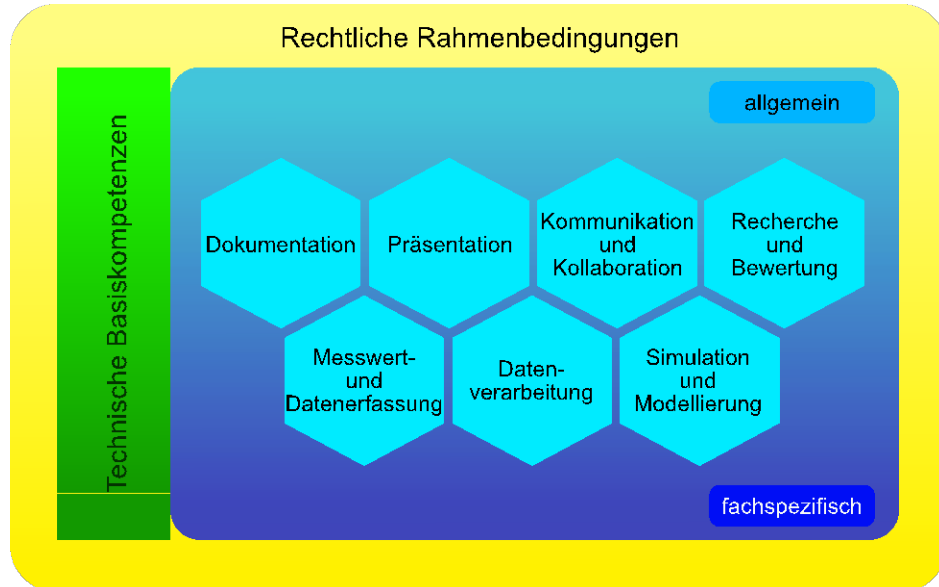 Rechtliche Rahmenbedingungen
Technische Basiskompetenzen
allgemein
Dokumentation
Präsentation
Kommunikation
und
Kollaboration
Recherche
und
Bewertung
Messwert-
und
Datenerfassung
Daten-
verarbeitung
Simulation
und
Modellierung
fachspezifisch